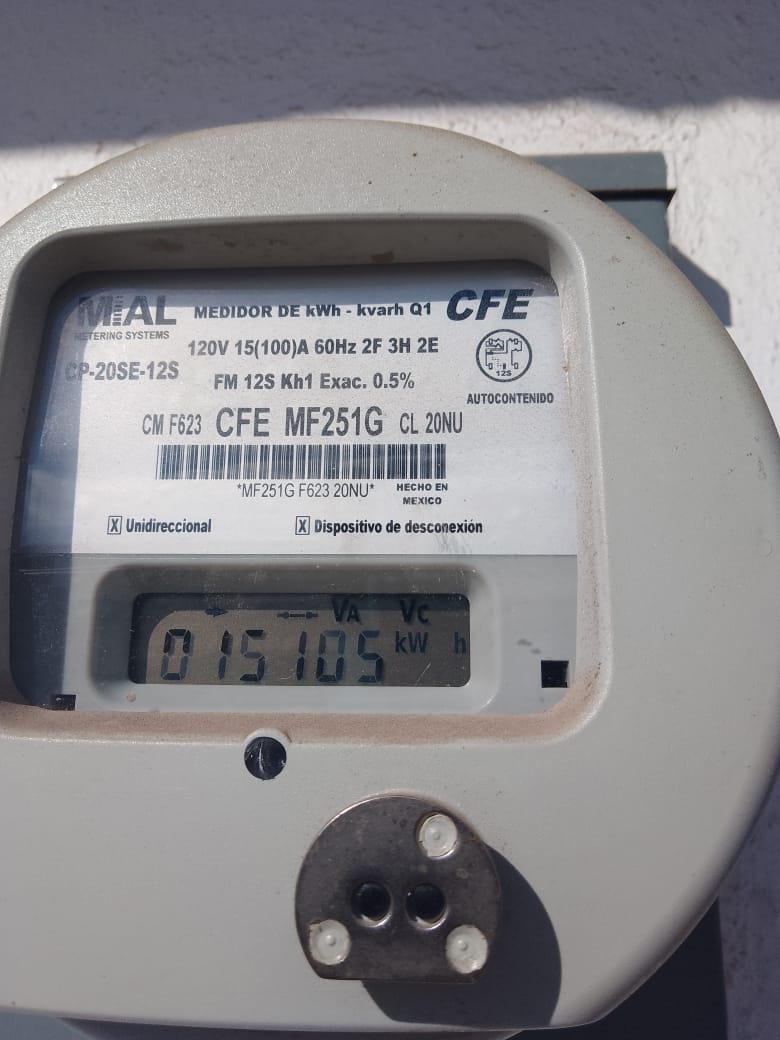 MIAL MEDIDOR DE kWh - kvarh Q1 CFE
METERING SYSTEMS
120V 15(100)A 60Hz 2F 3H 2E
CP-20SE-12S
FM 12S Kh1 Exac. 0.5%
12S
AUTOCONTENIDO
CM F623 CFE MF251G CL 20NU
*MF251G F623 20NU* HECHO EN
MEXICO
X Unidireccional X Dispositivo de desconexión
VA VC
015105 kW h